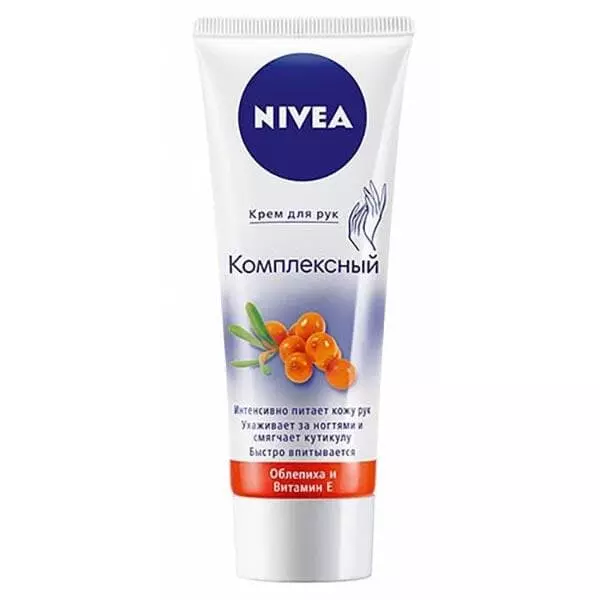 NIVEA
Крем для рук
Комплексный
Интенсивно питает кожу рук
Ухаживает за ногтями и
смягчает кутикулу
Быстро впитывается
Облепиха и
Витамин Е